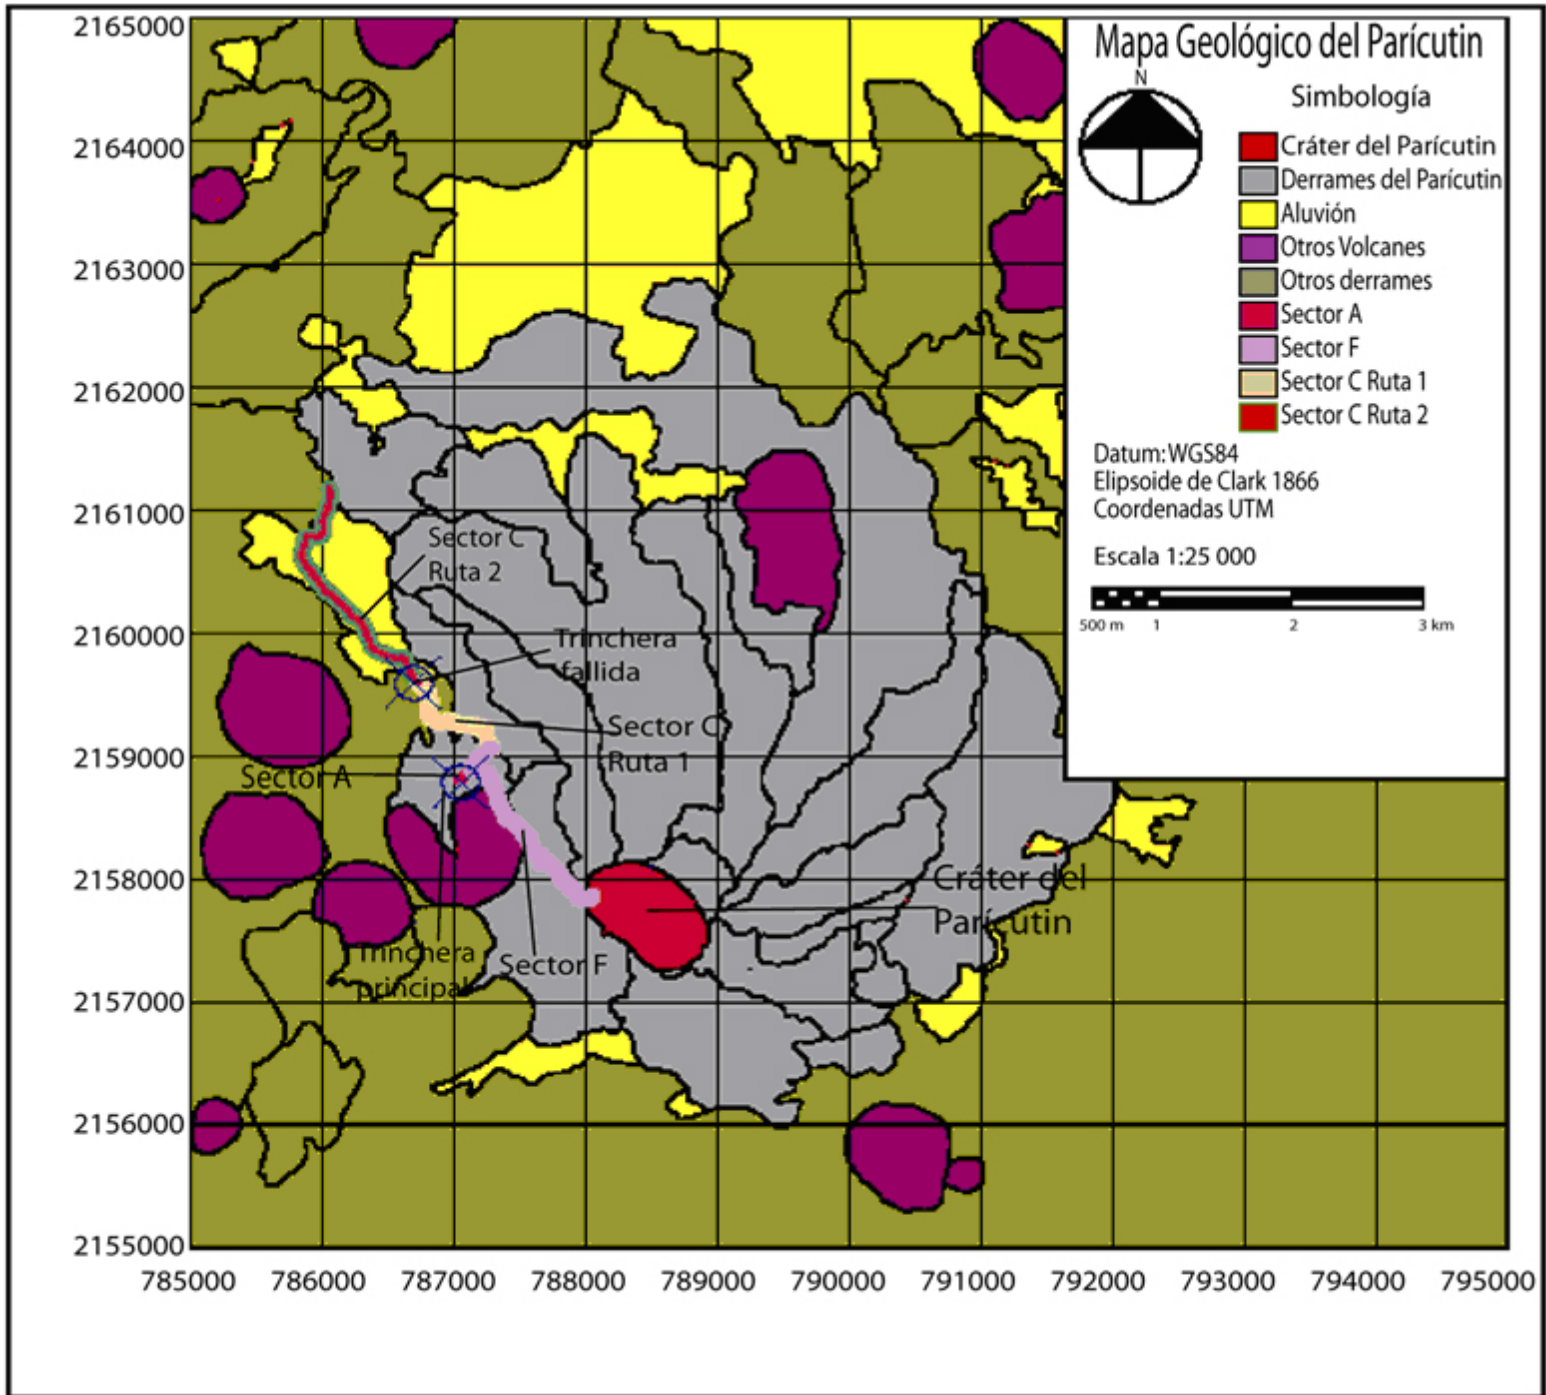 Mapa Geológico del Parícutin
N
Simbología
Cráter del Parícutin
Derrames del Parícutin
Aluvión
Otros Volcanes
Otros derrames
Sector A
Sector F
Sector C Ruta 1
Sector C Ruta 2
Datum: WGS84
Elipsoide de Clark 1866
Coordenadas UTM
Escala 1:25 000
500 m 1 2 3 km
2165000
2164000
2163000
2162000
2161000
2160000
2159000
2158000
2157000
2156000
2155000
Sector C
Ruta 2
Trinchera
fallida
Sector C
Ruta 1
Sector A
Cráter del
Parícutin
Trinchera
principal
Sector F
785000 786000 787000 788000 789000 790000 791000 792000 793000 794000 795000